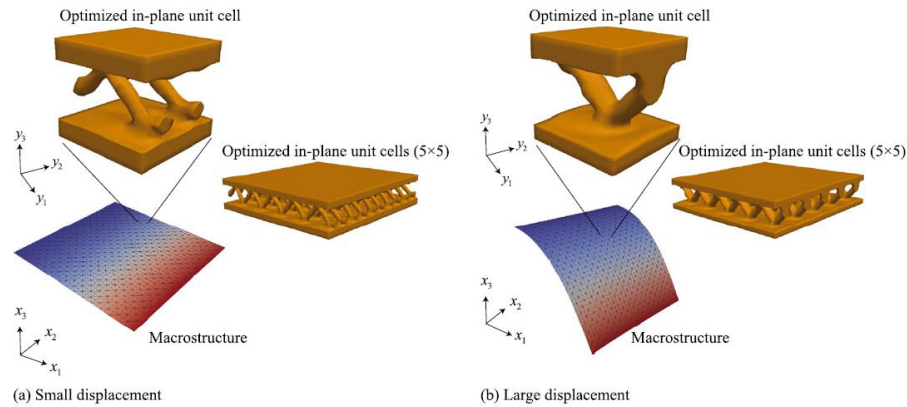 Optimized in-plane unit cell
y3
y2
y1
Optimized in-plane unit cells (5×5)
x3
x2
x1
Macrostructure
(a) Small displacement
Optimized in-plane unit cell
y3
y2
y1
Optimized in-plane unit cells (5×5)
x3
x2
x1
Macrostructure
(b) Large displacement